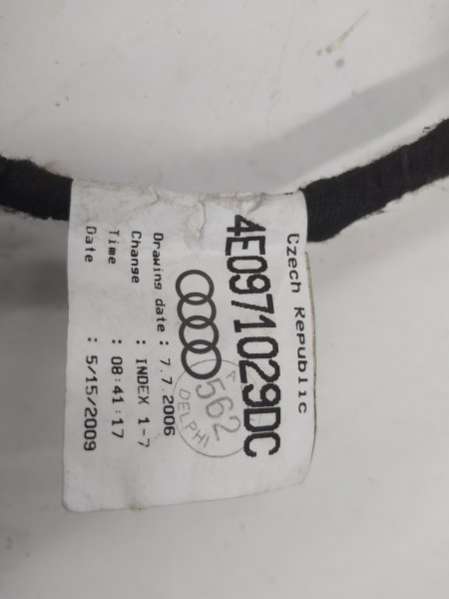 Czech Republic
4E0971029DC
562
DELPHI
Drawing date : 7.7.2006
Change : INDEX 1-7
Time : 08:41:17
Date : 5/15/2009